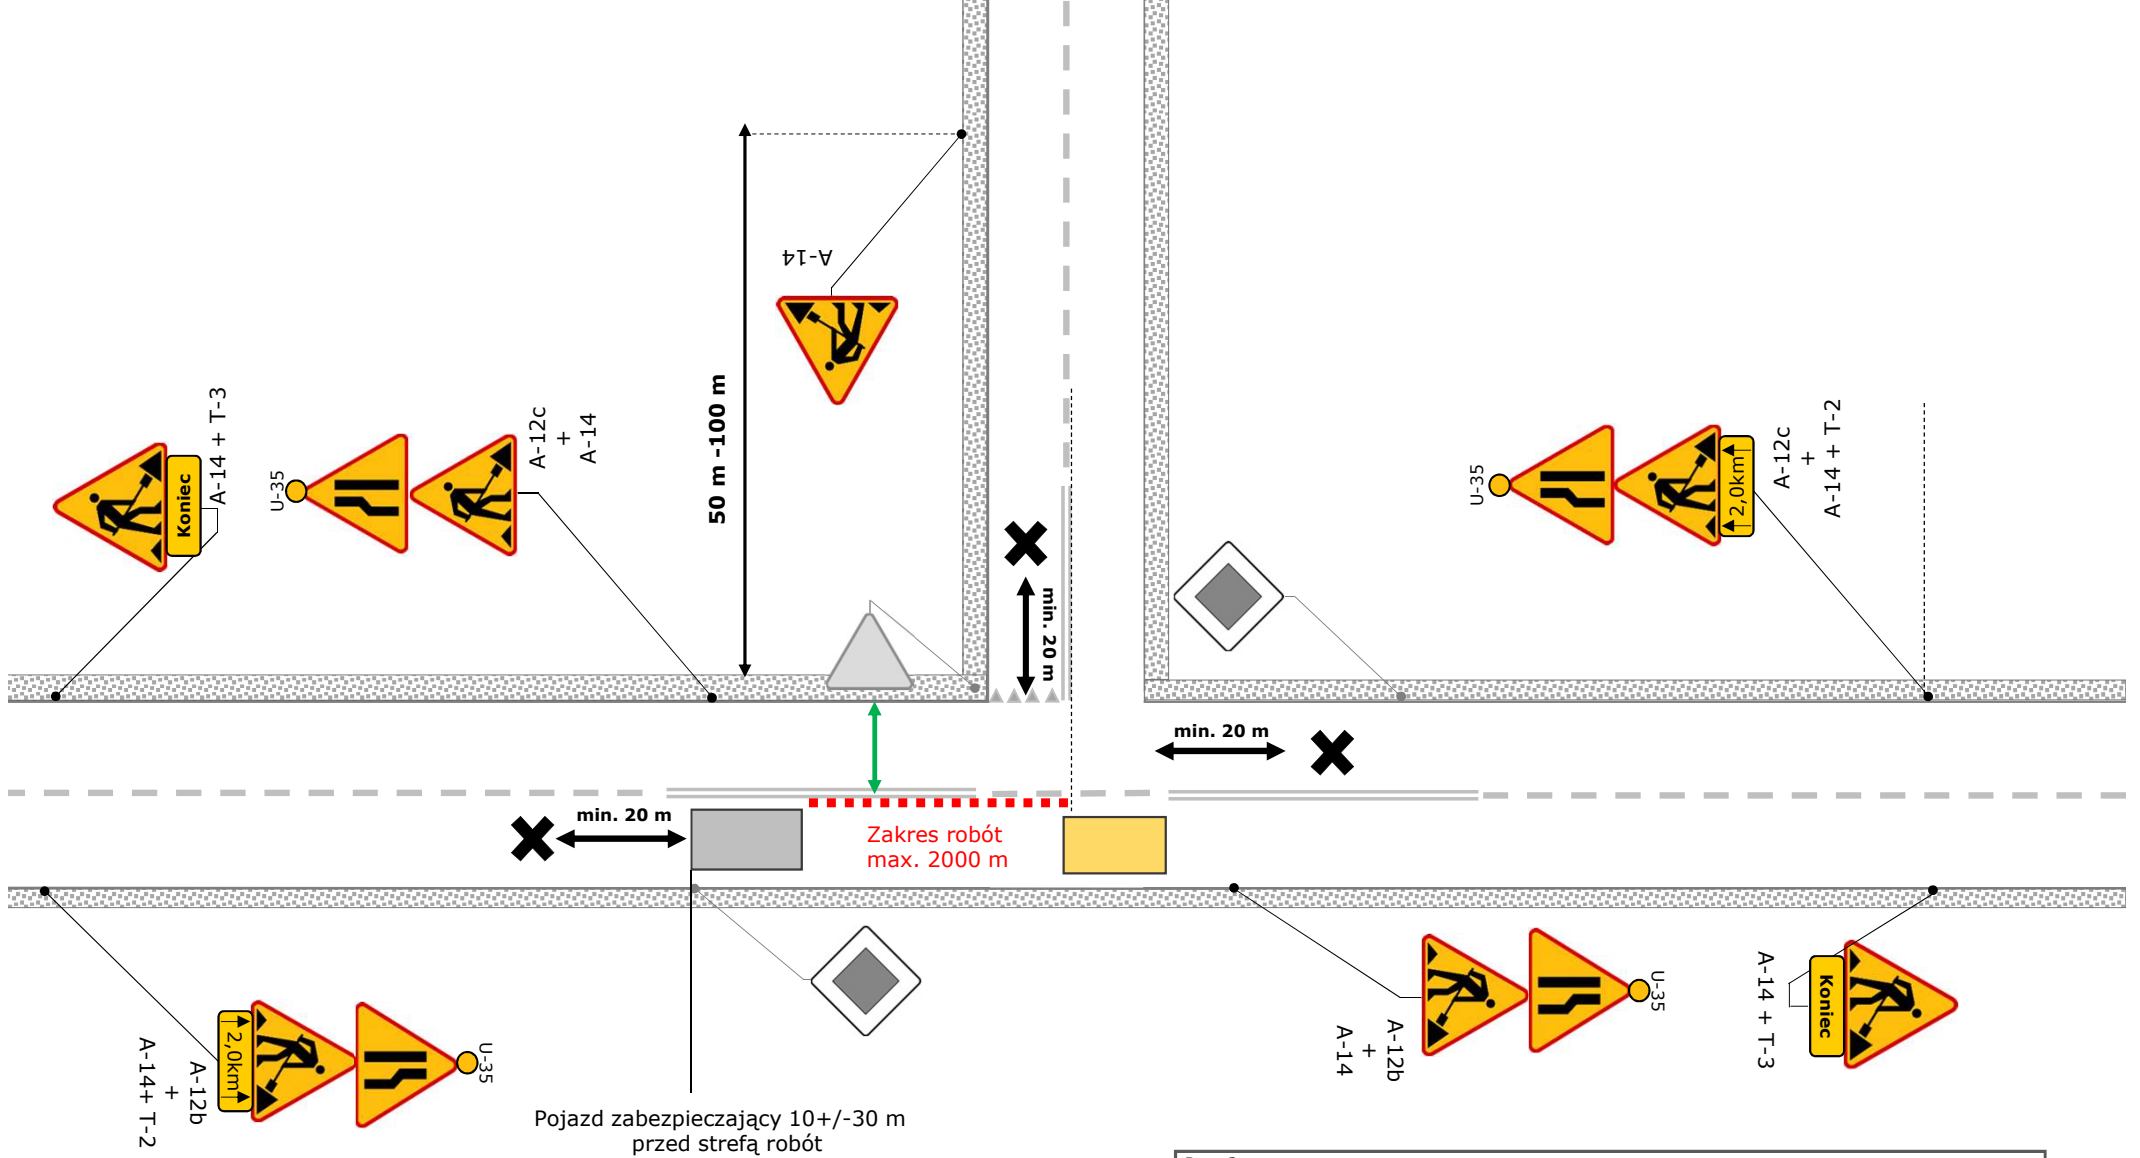 A-14
50 m -100 m
A-14 + T-3
Koniec
U-35
A-12c
+
A-14
min. 20 m
U-35
2,0km
A-12c
+
A-14 + T-2
min. 20 m
min. 20 m
Zakres robót
max. 2000 m
2,0km
U-35
A-12b
+
A-14+ T-2
Pojazd zabezpieczający 10+/-30 m
przed strefą robót
A-12b
+
A-14
U-35
A-14 + T-3
Koniec